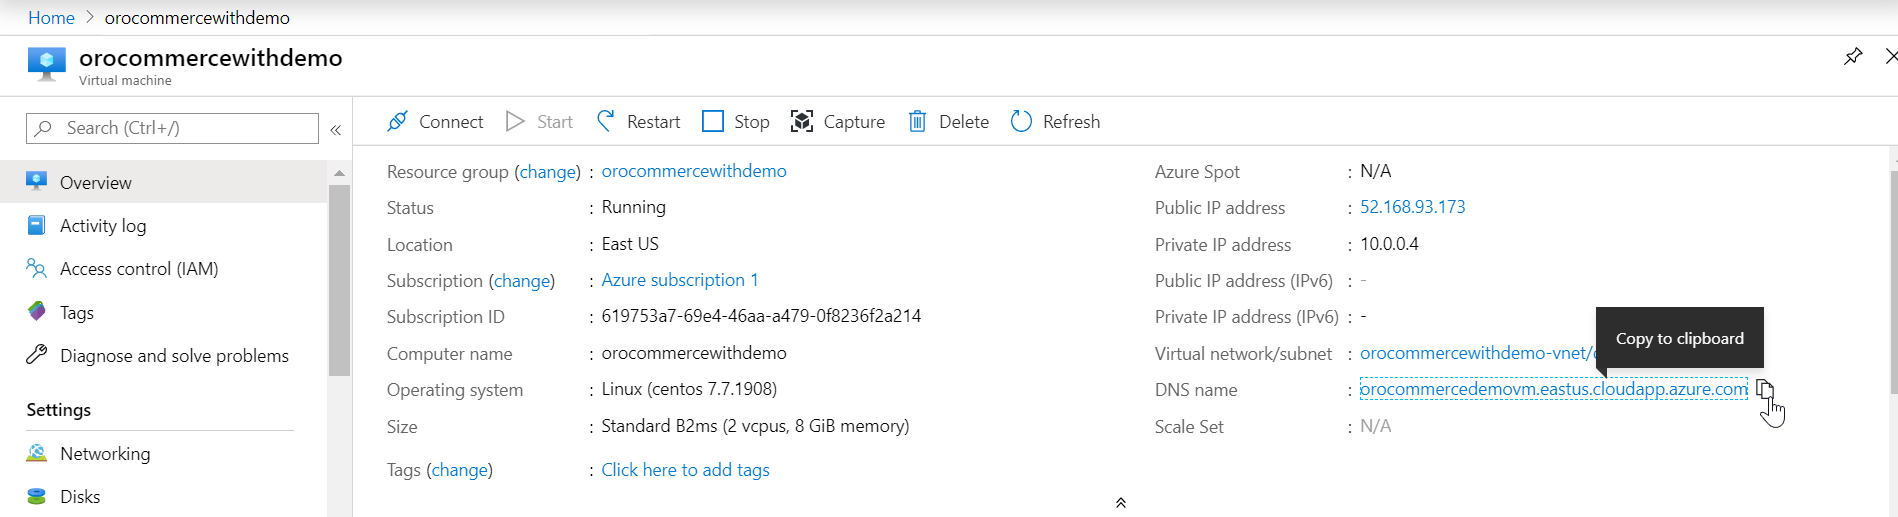 Home > orocommercewithdemo
orocommercewithdemo
Virtual machine
Search (Ctrl+/)
«
Overview
Activity log
Access control (IAM)
Tags
Diagnose and solve problems
Settings
Networking
Disks
Connect Start Restart Stop Capture Delete Refresh
Resource group (change) : orocommercewithdemo
Status : Running
Location : East US
Subscription (change) : Azure subscription 1
Subscription ID : 619753a7-69e4-46aa-a479-0f8236f2a214
Computer name : orocommercewithdemo
Operating system : Linux (centos 7.7.1908)
Size : Standard B2ms (2 vcpus, 8 GiB memory)
Tags (change) : Click here to add tags
Azure Spot : N/A
Public IP address : 52.168.93.173
Private IP address : 10.0.0.4
Public IP address (IPv6) : -
Private IP address (IPv6) : -
Copy to clipboard
Virtual network/subnet : orocommercewithdemo-vnet/
DNS name : orocommercedemovm.eastus.cloudapp.azure.com
Scale Set : N/A